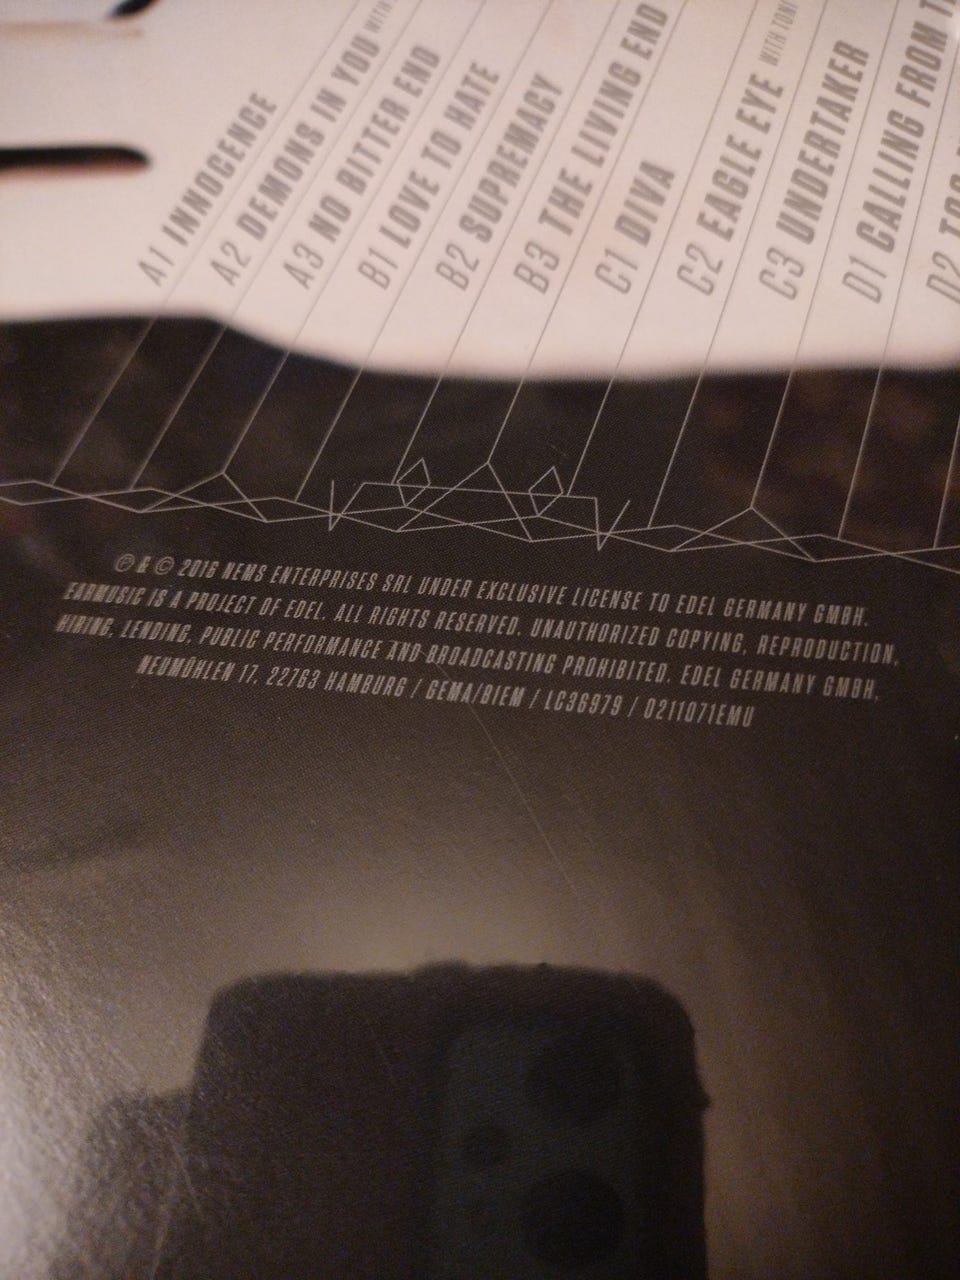 A1 INNOCENCE
A2 DEMONS IN YOU WITH
A3 NO BITTER END
B1 LOVE TO HATE
B2 SUPREMACY
B3 THE LIVING END
C1 DIVA
C2 EAGLE EYE WITH
C3 UNDERTAKER
D1 CALLING FROM
D2
℗ & © 2016 NEMS ENTERPRISES SRL UNDER EXCLUSIVE LICENSE TO EDEL GERMANY GMBH.
EARMUSIC IS A PROJECT OF EDEL. ALL RIGHTS RESERVED. UNAUTHORIZED COPYING, REPRODUCTION,
HIRING, LENDING, PUBLIC PERFORMANCE AND BROADCASTING PROHIBITED. EDEL GERMANY GMBH,
NEUMÜHLEN 17, 22763 HAMBURG / GEMA/BIEM / LC36979 / 0211071EMU